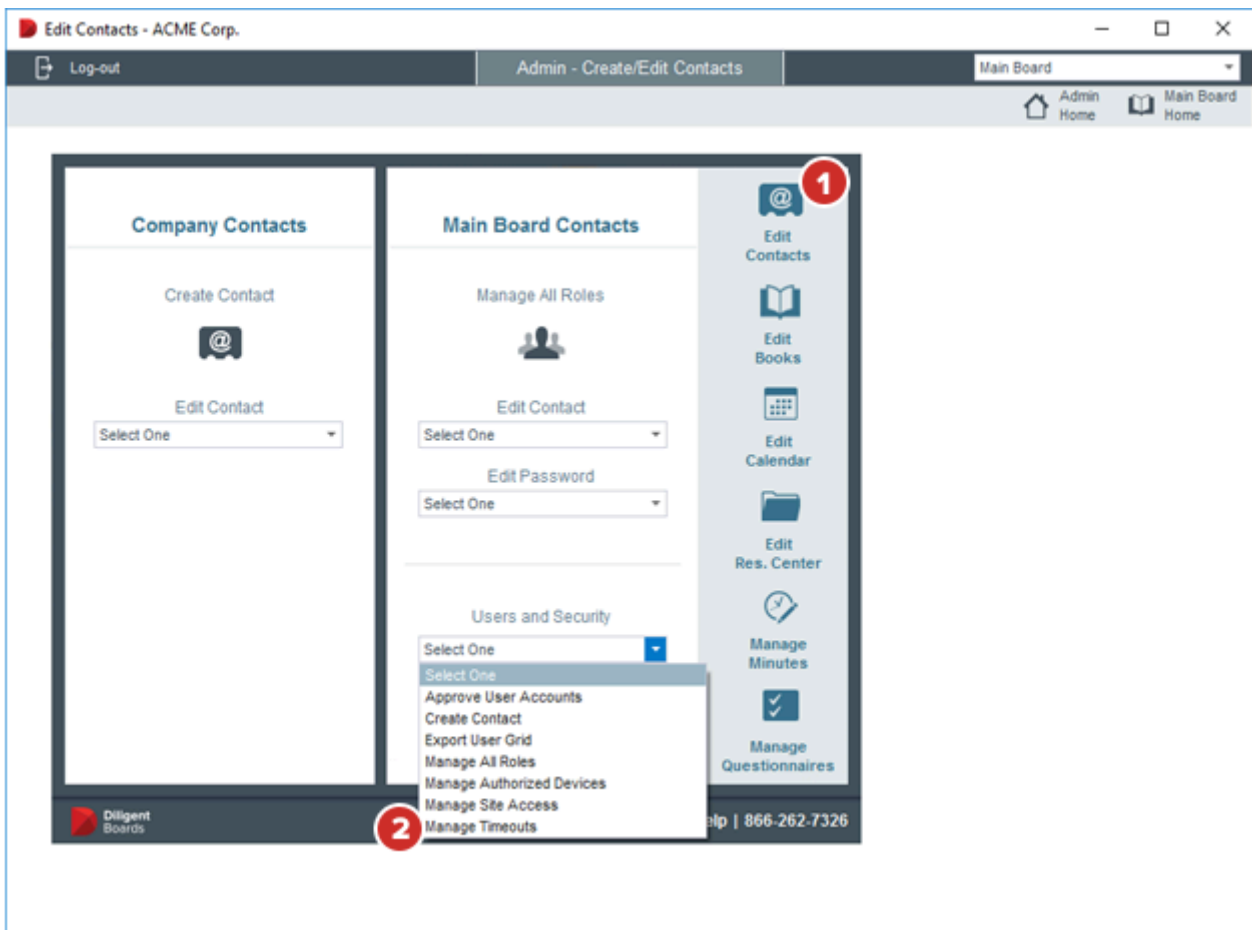 Edit Contacts - ACME Corp.
Log-out
Admin - Create/Edit Contacts
Main Board
Admin
Home
Main Board
Home
Company Contacts
Create Contact
@
Edit Contact
Select One
Main Board Contacts
Manage All Roles
Edit Contact
Select One
Edit Password
Select One
Users and Security
Select One
Select One
Approve User Accounts
Create Contact
Export User Grid
Manage All Roles
Manage Authorized Devices
Manage Site Access
2
Manage Timeouts
1
@
Edit
Contacts
Edit
Books
Edit
Calendar
Edit
Res. Center
Manage
Minutes
Manage
Questionnaires
Diligent
Boards
elp | 866-262-7326